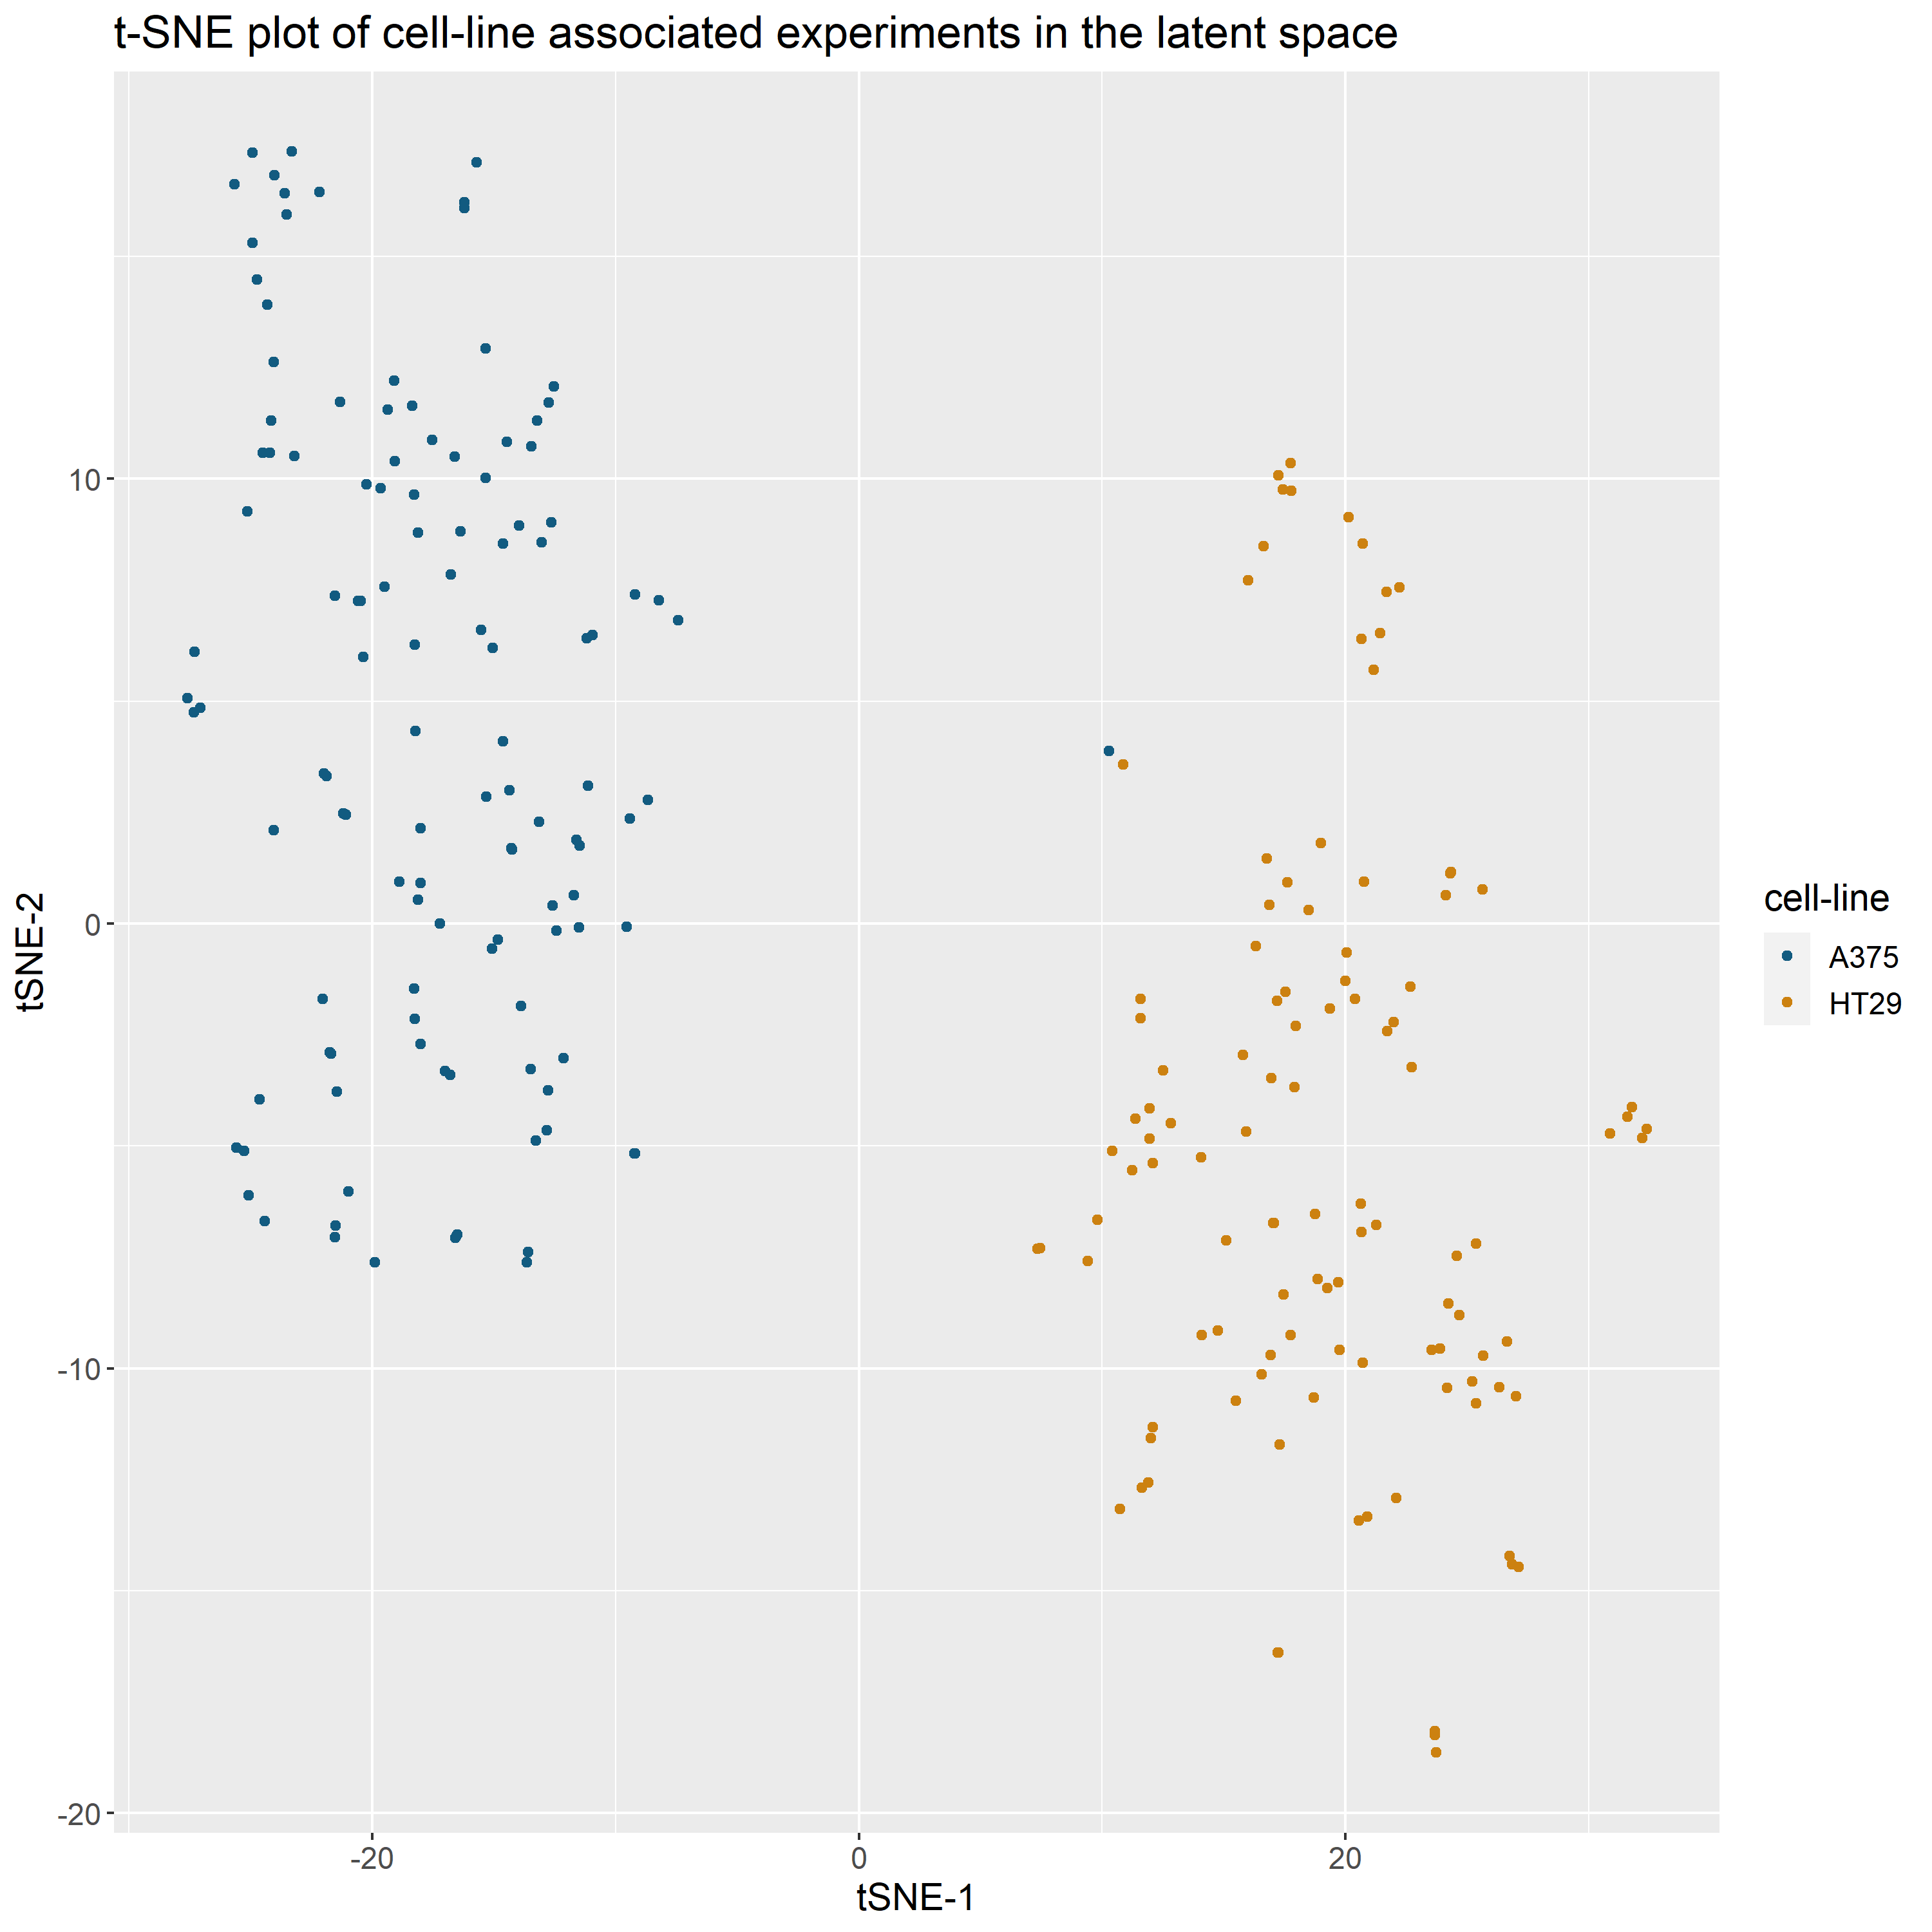 t-SNE plot of cell-line associated experiments in the latent space
10
0
-10
-20
tSNE-2
-20
0
20
tSNE-1
cell-line
A375
HT29